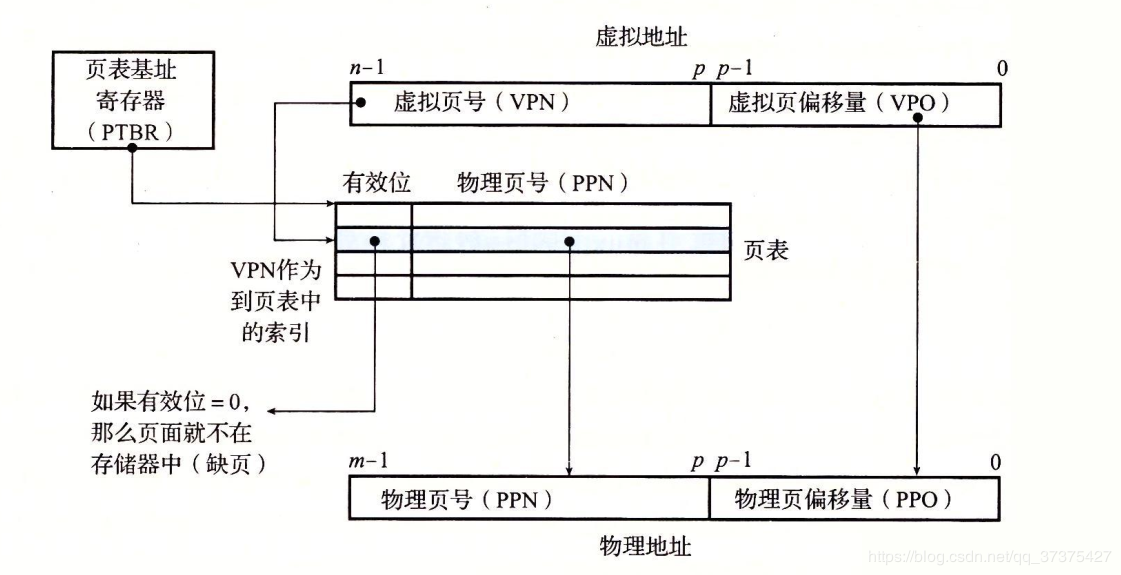 虚拟地址
页表基址
寄存器
（PTBR）
n-1
p
p-1
0
虚拟页号（VPN）
虚拟页偏移量（VPO）
有效位
物理页号（PPN）
页表
VPN作为
到页表中
的索引
如果有效位=0，
那么页面就不在
存储器中（缺页）
m-1
p
p-1
0
物理页号（PPN）
物理页偏移量（PPO）
物理地址
https://blog.csdn.net/qq_37375427